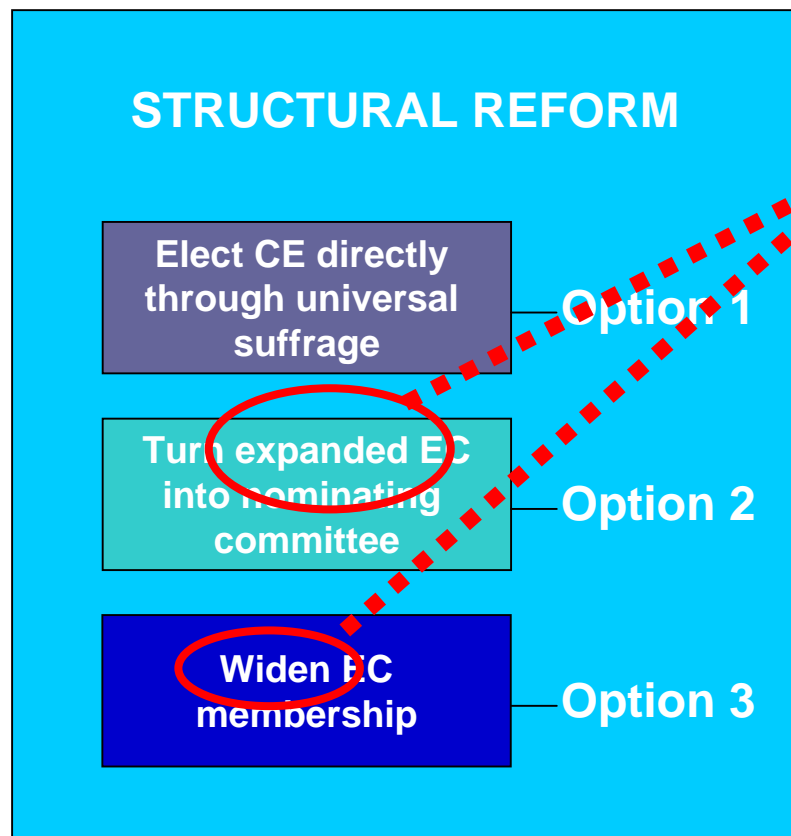 STRUCTURAL REFORM
Elect CE directly
through universal
suffrage
Option 1
Turn expanded EC
into nominating
committee
Option 2
Widen EC
membership
Option 3